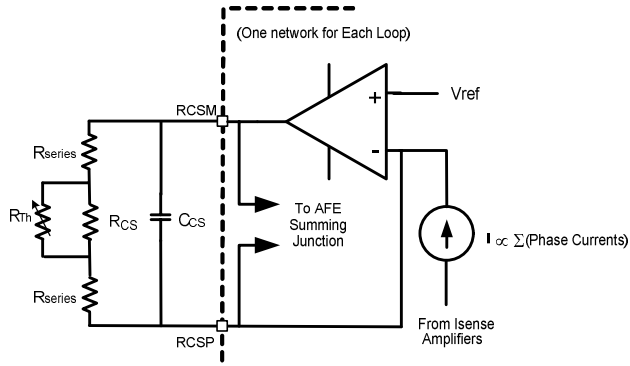 (One network for Each Loop)
RCSM
+
Vref
Rseries
-
RTh
RCS
CCS
To AFE
Summing
Junction
I ∝ Σ(Phase Currents)
Rseries
From Isense
Amplifiers
RCSP